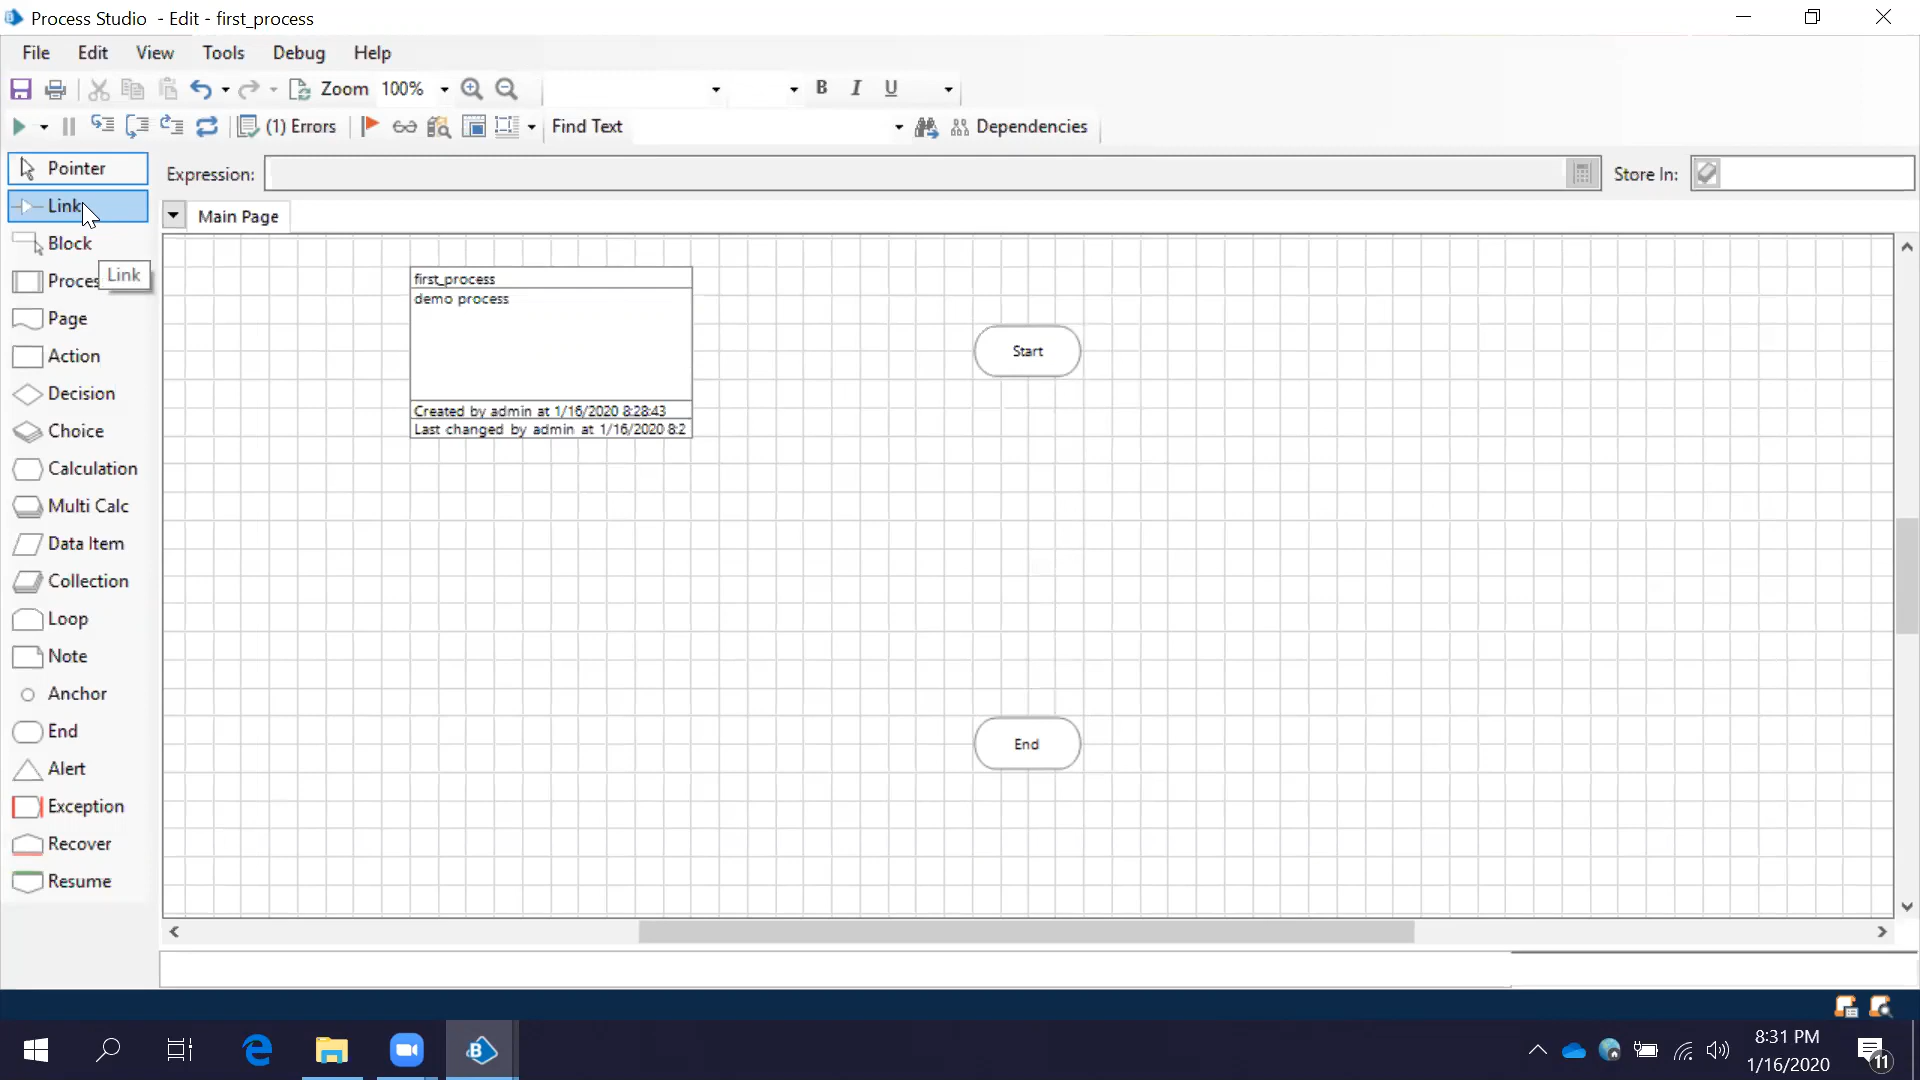 Process Studio - Edit - first_process
File Edit View Tools Debug Help
Zoom 100% B I U
(1) Errors Find Text Dependencies
Pointer
Expression: Store In:
Link
Main Page
Block
Link
Proces
Page
Action
Decision
Choice
Calculation
Multi Calc
Data Item
Collection
Loop
Note
Anchor
End
Alert
Exception
Recover
Resume
first_process
demo process
Created by admin at 1/16/2020 8:28:43
Last changed by admin at 1/16/2020 8:2
Start
End
8:31 PM
1/16/2020
11